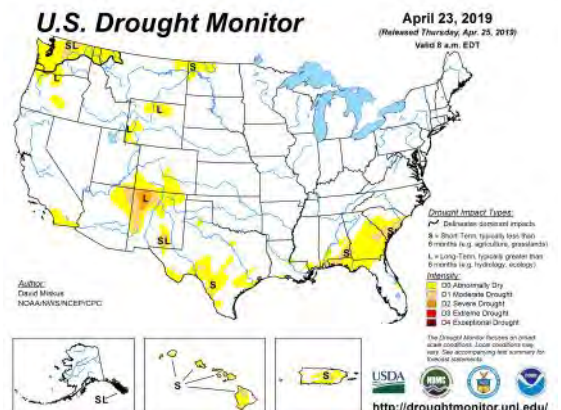 U.S. Drought Monitor
April 23, 2019
(Released Thursday, Apr. 25, 2019)
Valid 8 a.m. EDT
SL
S
L
L
L
L
SL
S
S
S
Drought Impact Types:
Delineates dominant impacts
S = Short-Term, typically less than
6 months (e.g. agriculture, grasslands)
L = Long-Term, typically greater than
6 months (e.g. hydrology, ecology)
Intensity:
D0 Abnormally Dry
D1 Moderate Drought
D2 Severe Drought
D3 Extreme Drought
D4 Exceptional Drought
Author:
David Miskus
NOAA/NWS/NCEP/CPC
The Drought Monitor focuses on broad-
scale conditions. Local conditions may
vary. See accompanying text summary for
forecast statements.
SL
S
S
USDA
NDMC
http://droughtmonitor.unl.edu/